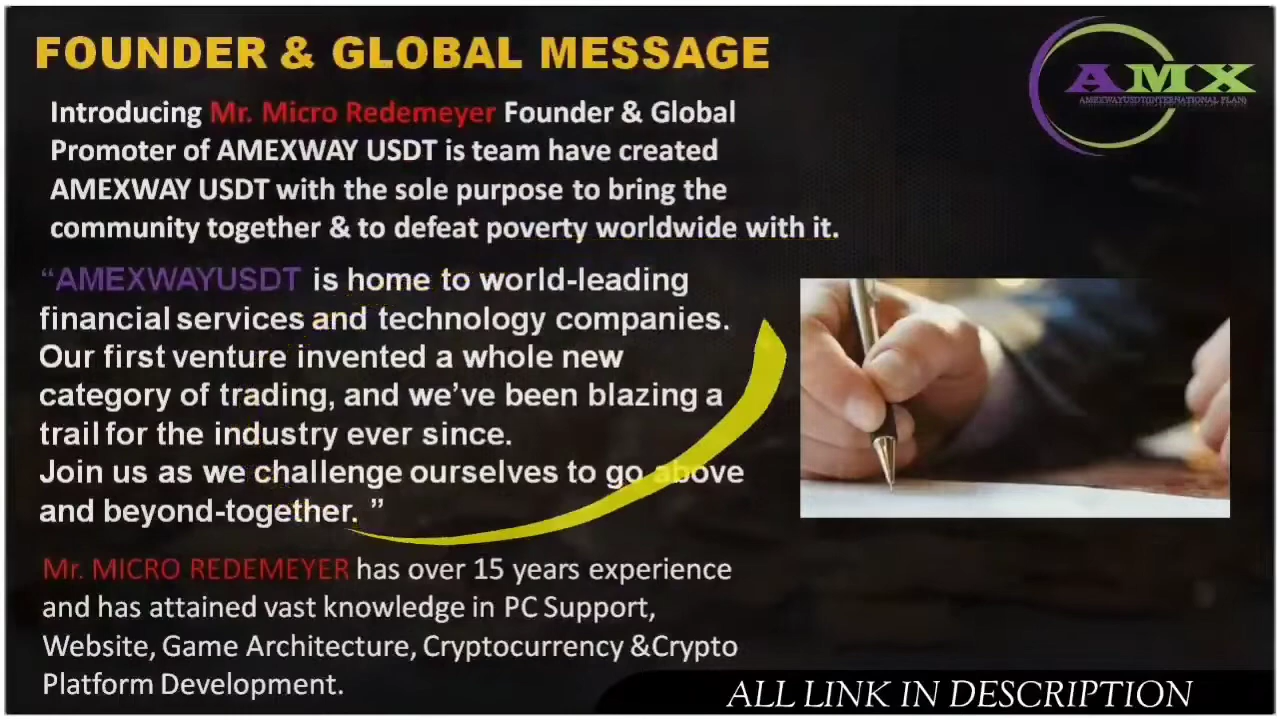 FOUNDER & GLOBAL MESSAGE
AMX
AMEXWAYUSDT(INTERNATIONAL PLAN)
Introducing Mr. Micro Redemeyer Founder & Global
Promoter of AMEXWAY USDT is team have created
AMEXWAY USDT with the sole purpose to bring the
community together & to defeat poverty worldwide with it.
“AMEXWAYUSDT is home to world-leading
financial services and technology companies.
Our first venture invented a whole new
category of trading, and we’ve been blazing a
trail for the industry ever since.
Join us as we challenge ourselves to go above
and beyond-together. ”
Mr. MICRO REDEMEYER has over 15 years experience
and has attained vast knowledge in PC Support,
Website, Game Architecture, Cryptocurrency &Crypto
Platform Development.
ALL LINK IN DESCRIPTION